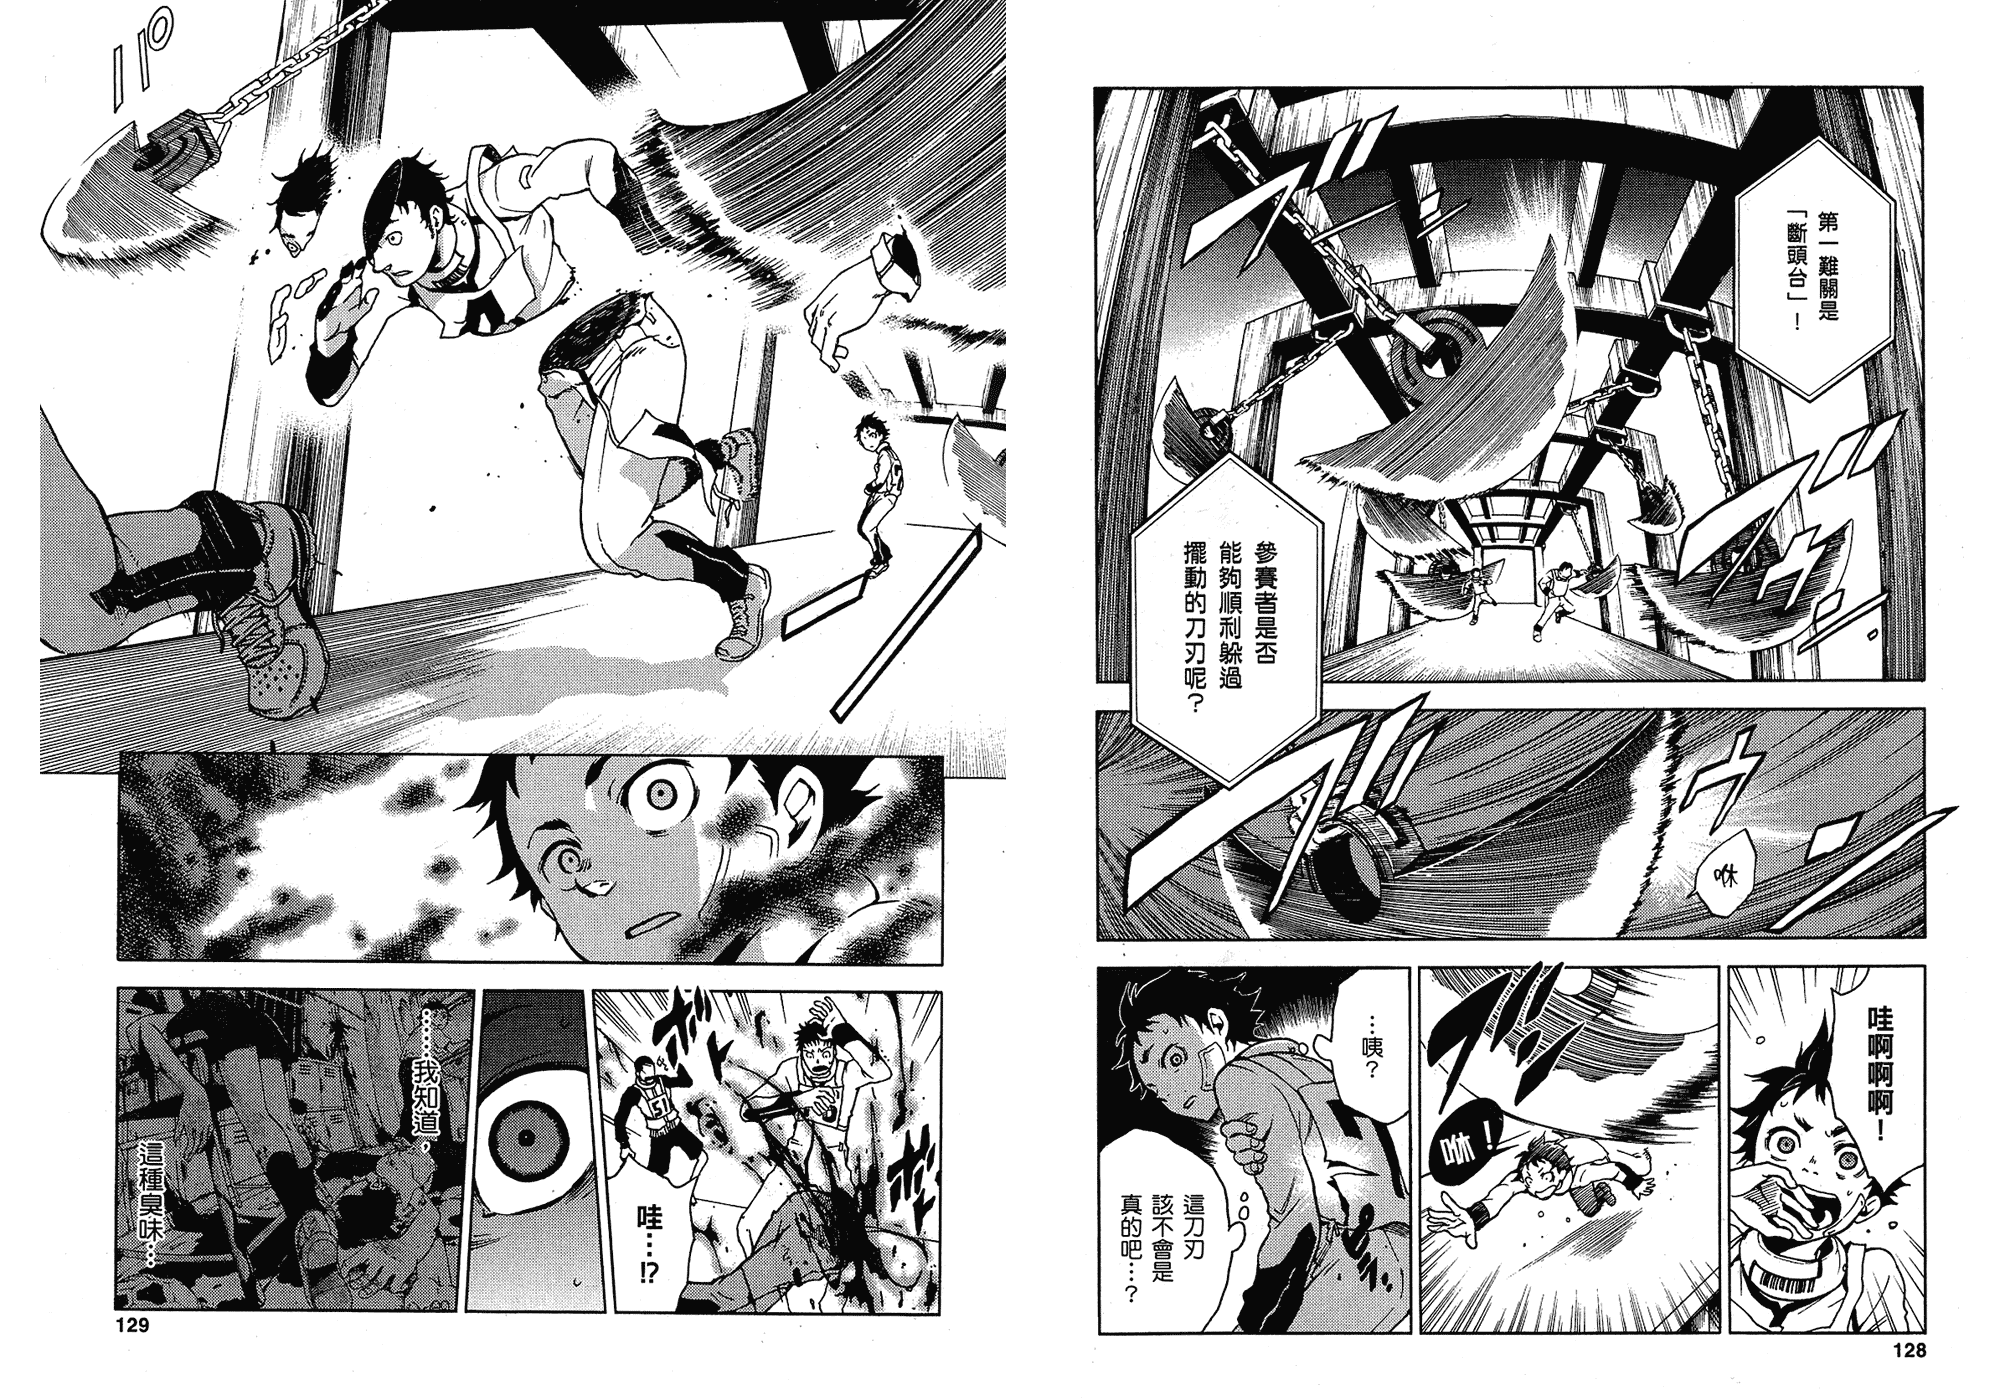 第一難關是
「斷頭台」！
參賽者是否
能夠順利躲過
擺動的刀刃呢？
咻
哇啊啊啊！
咻！
…咦？
這刀刃
該不會是
真的吧…？
128
哇…⁉
57
……我知道，
這種臭味…
129